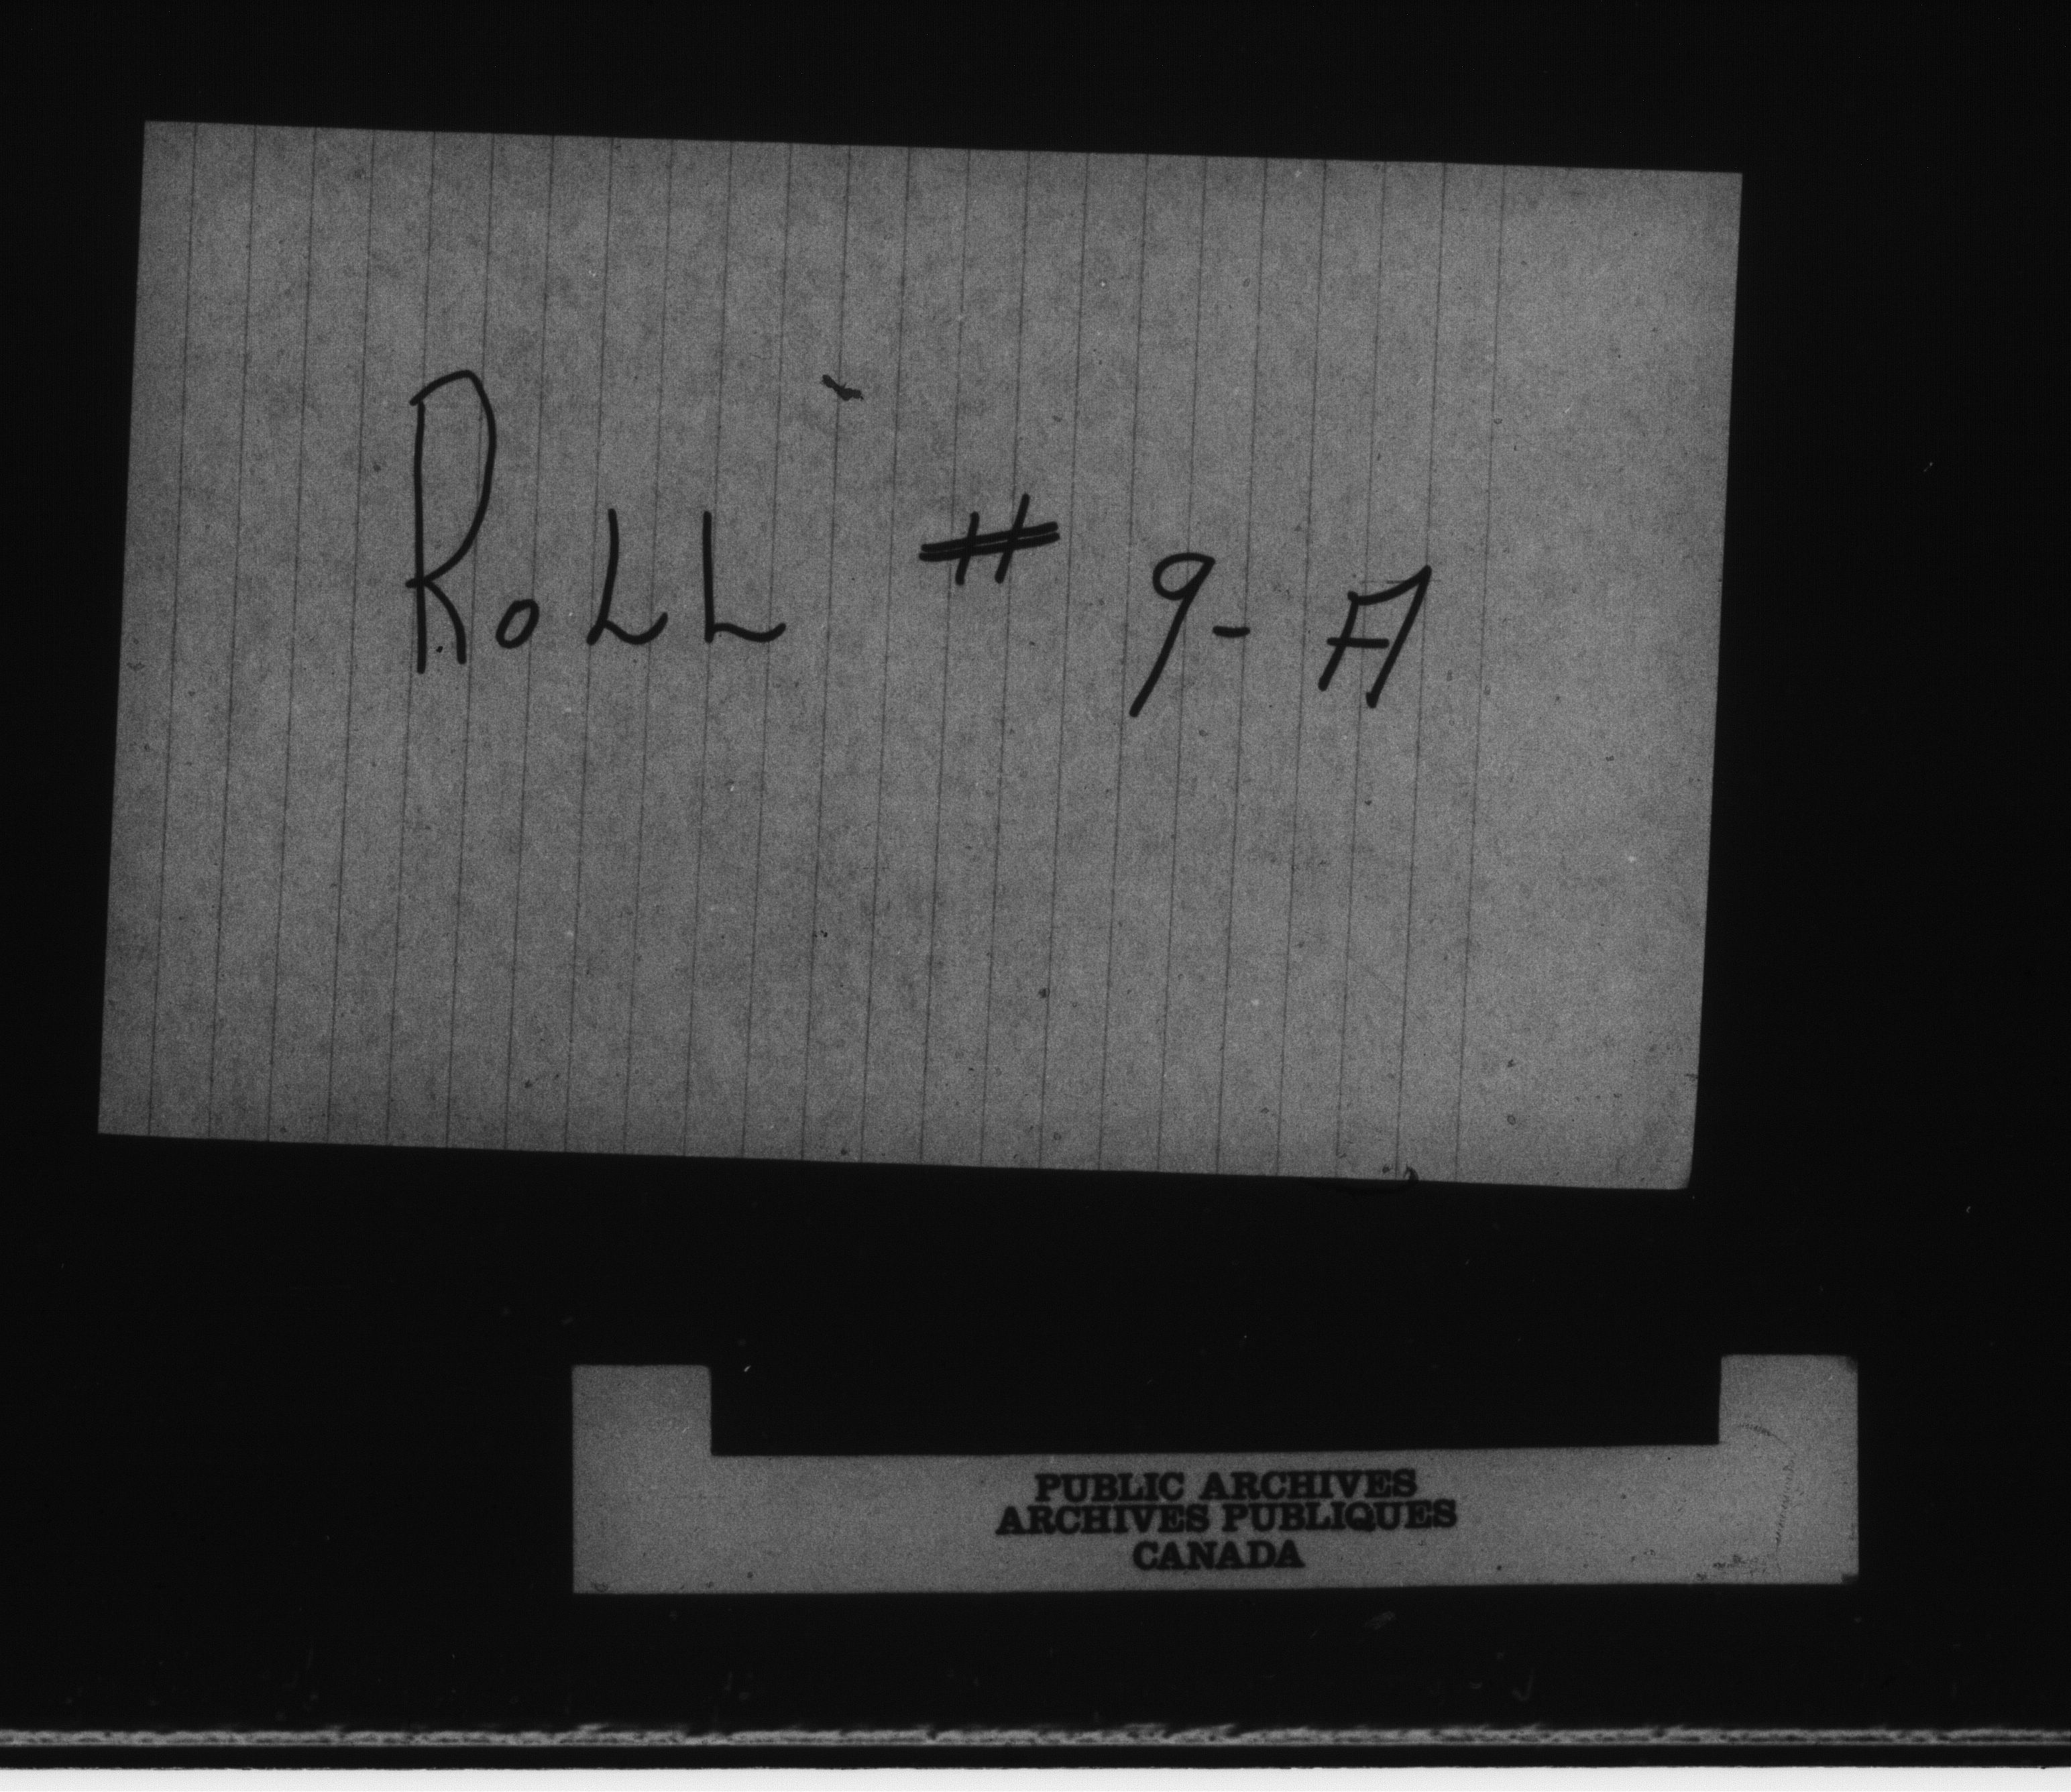 RoLL # 9-A
PUBLIC ARCHIVES
ARCHIVES PUBLIQUES
CANADA